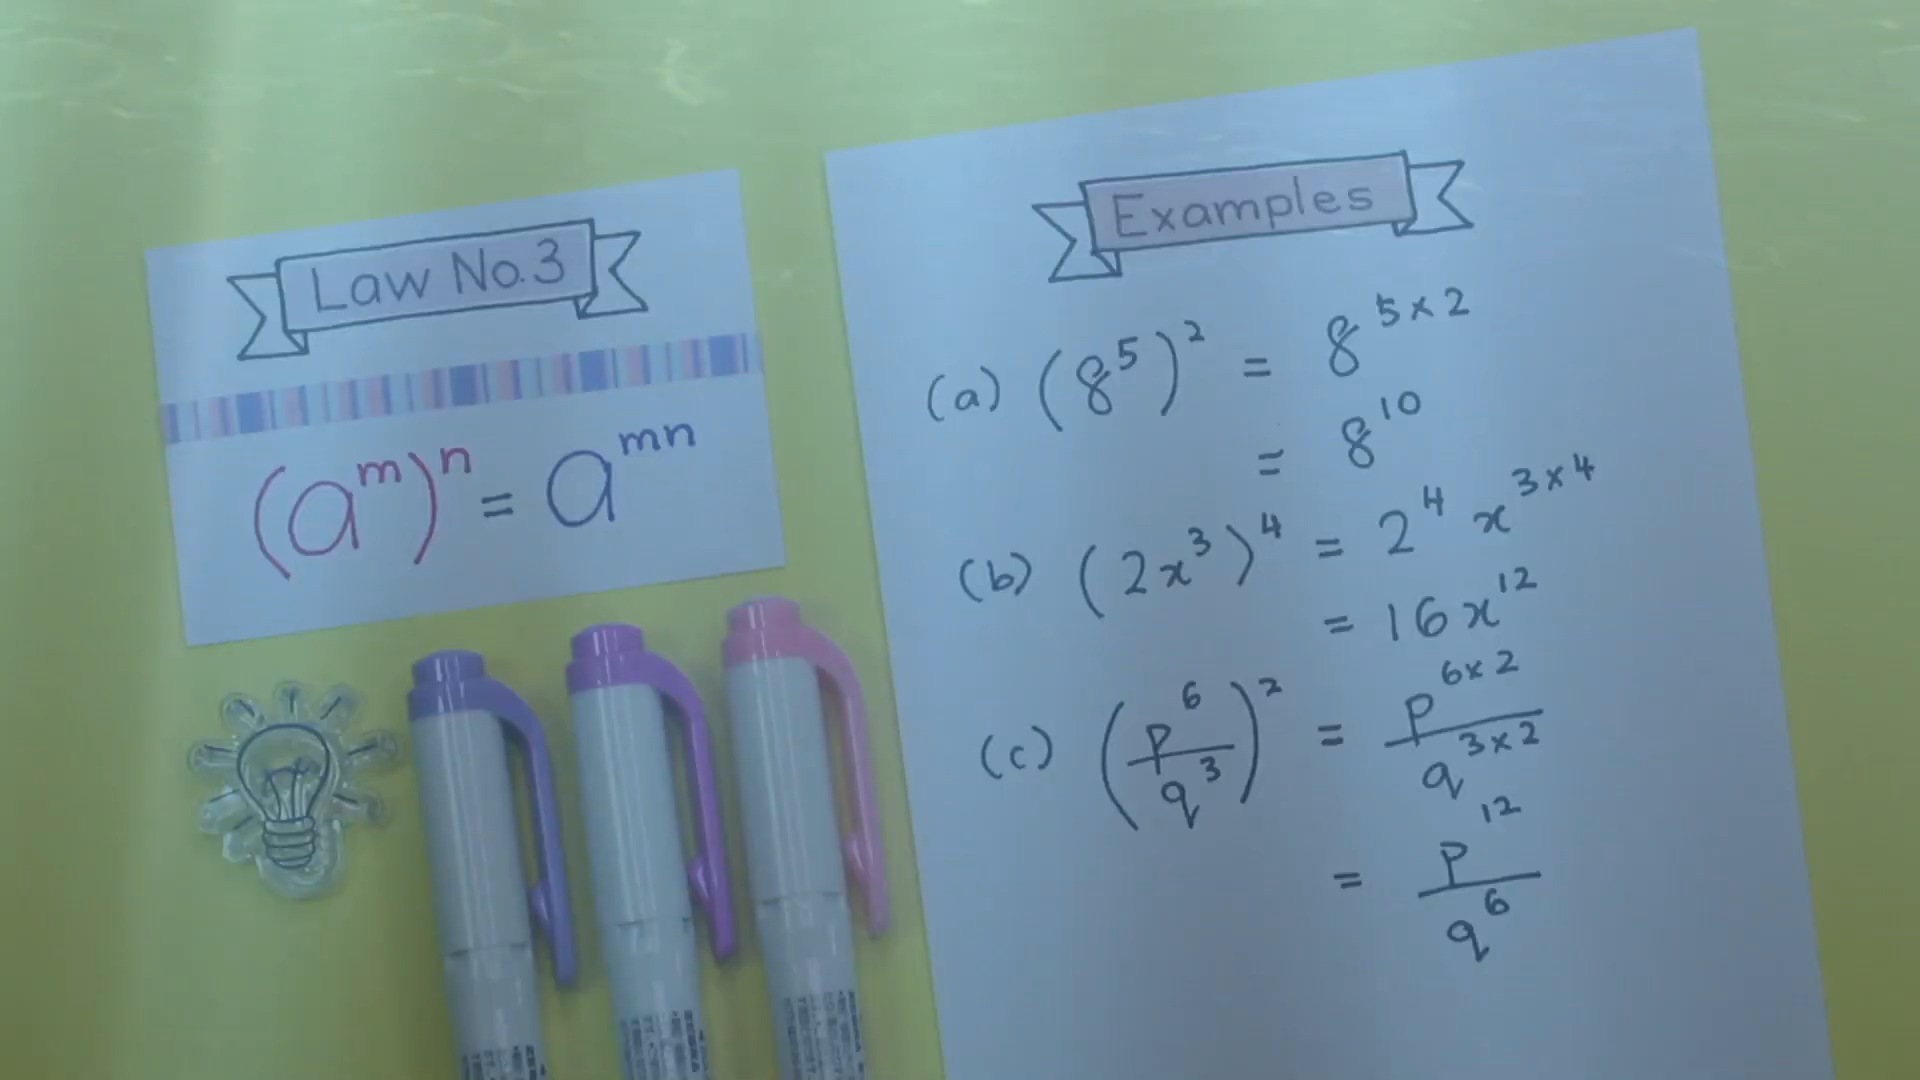 Law No.3
(a^m)^n = a^mn
Examples
(a) (8^5)^2 = 8^5×2
= 8^10
(b) (2x^3)^4 = 2^4 x^3×4
= 16x^12
(c) (p^6/q^3)^2 = p^6×2/q^3×2
= p^12/q^6